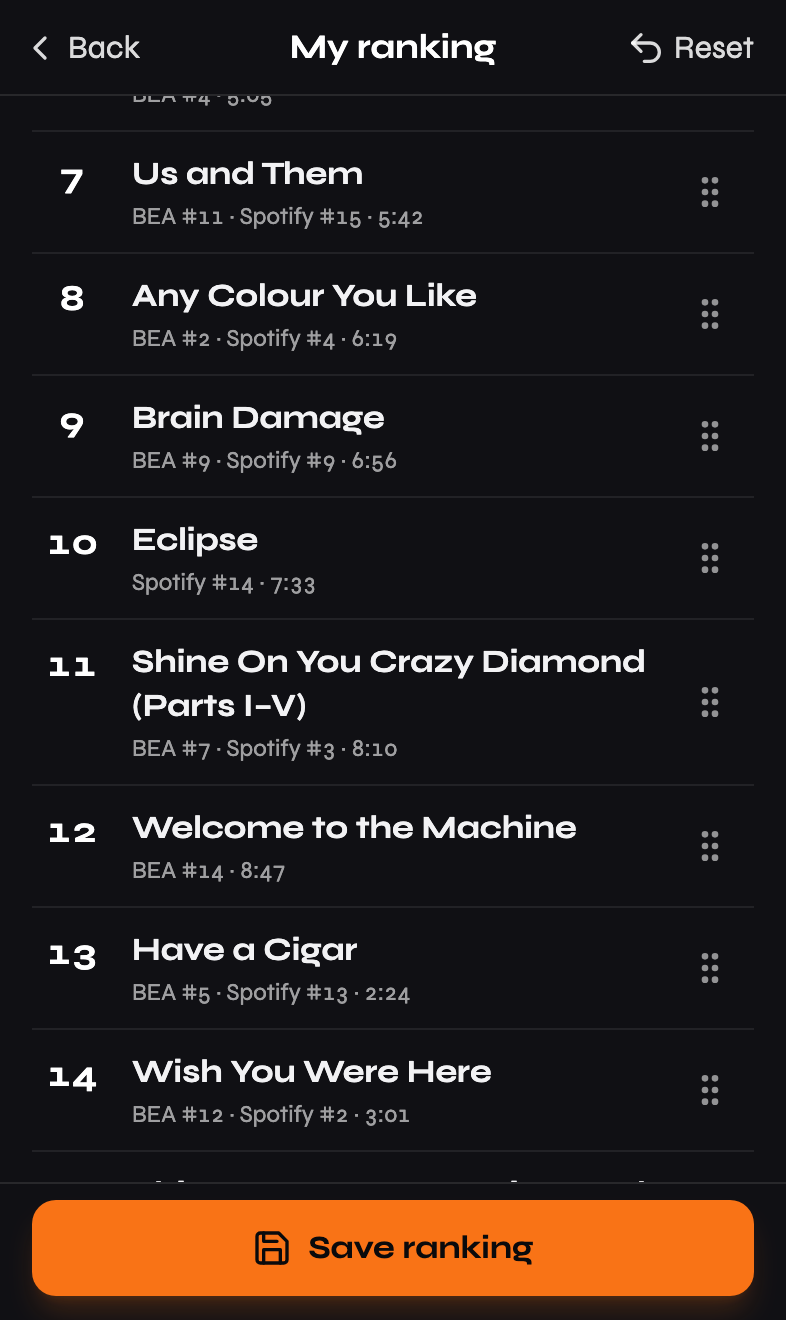 Back
My ranking
Reset
BEA #4 · 5:05
7
Us and Them
BEA #11 · Spotify #15 · 5:42
8
Any Colour You Like
BEA #2 · Spotify #4 · 6:19
9
Brain Damage
BEA #9 · Spotify #9 · 6:56
10
Eclipse
Spotify #14 · 7:33
11
Shine On You Crazy Diamond
(Parts I–V)
BEA #7 · Spotify #3 · 8:10
12
Welcome to the Machine
BEA #14 · 8:47
13
Have a Cigar
BEA #5 · Spotify #13 · 2:24
14
Wish You Were Here
BEA #12 · Spotify #2 · 3:01
Save ranking